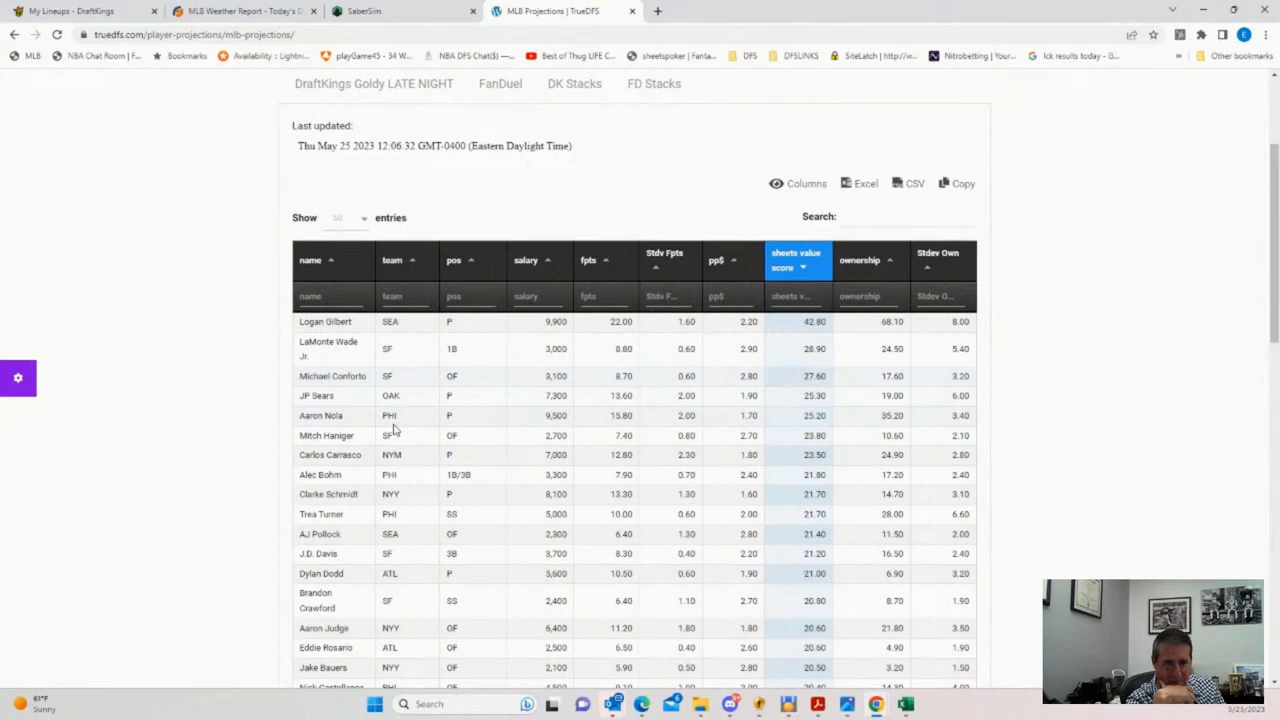 My Lineups - DraftKings
MLB Weather Report - Today's D
SaberSim
MLB Projections | TrueDFS
truedfs.com/player-projections/mlb-projections/
E
MLB
NBA Chat Room | F...
Bookmarks
Availability :: Lightni...
playGame45 - 34 W...
NBA DFS Chat($) -...
Best of Thug LIFE C...
sheetspoker | Fanta...
DFS
DFSLINKS
SiteLatch | http://w...
Nitrobetting | Your...
Ick results today - G...
»
Other bookmarks
DraftKings Goldy LATE NIGHT
FanDuel
DK Stacks
FD Stacks
Last updated:
Thu May 25 2023 12:06:32 GMT-0400 (Eastern Daylight Time)
Columns
Excel
CSV
Copy
Show 50 entries
Search:
name team pos salary fpts Stdv Fpts pp$ sheets value score ownership Stdev Own
name team pos salary fpts Stdv F... pp$ sheets v... ownership Stdev O...
Logan Gilbert SEA P 9,900 22.00 1.60 2.20 42.80 68.10 8.00
LaMonte Wade Jr. SF 1B 3,000 8.80 0.60 2.90 28.90 24.50 5.40
Michael Conforto SF OF 3,100 8.70 0.60 2.80 27.60 17.60 3.20
JP Sears OAK P 7,300 13.60 2.00 1.90 25.30 19.00 6.00
Aaron Nola PHI P 9,500 15.80 2.00 1.70 25.20 35.20 3.40
Mitch Haniger SF OF 2,700 7.40 0.80 2.70 23.80 10.60 2.10
Carlos Carrasco NYM P 7,000 12.80 2.30 1.80 23.50 24.90 2.80
Alec Bohm PHI 1B/3B 3,300 7.90 0.70 2.40 21.80 17.20 2.40
Clarke Schmidt NYY P 8,100 13.30 1.30 1.60 21.70 14.70 3.10
Trea Turner PHI SS 5,000 10.00 0.60 2.00 21.70 28.00 6.60
AJ Pollock SEA OF 2,300 6.40 1.30 2.80 21.40 11.50 2.00
J.D. Davis SF 3B 3,700 8.30 0.40 2.20 21.20 16.50 2.40
Dylan Dodd ATL P 5,600 10.50 0.60 1.90 21.00 6.90 3.20
Brandon Crawford SF SS 2,400 6.40 1.10 2.70 20.80 8.70 1.90
Aaron Judge NYY OF 6,400 11.20 1.80 1.80 20.60 21.80 3.50
Eddie Rosario ATL OF 2,500 6.50 0.40 2.60 20.60 4.90 1.90
Jake Bauers NYY OF 2,100 5.90 0.50 2.80 20.50 3.20 1.50
61°F
Sunny
Search
5/25/2023